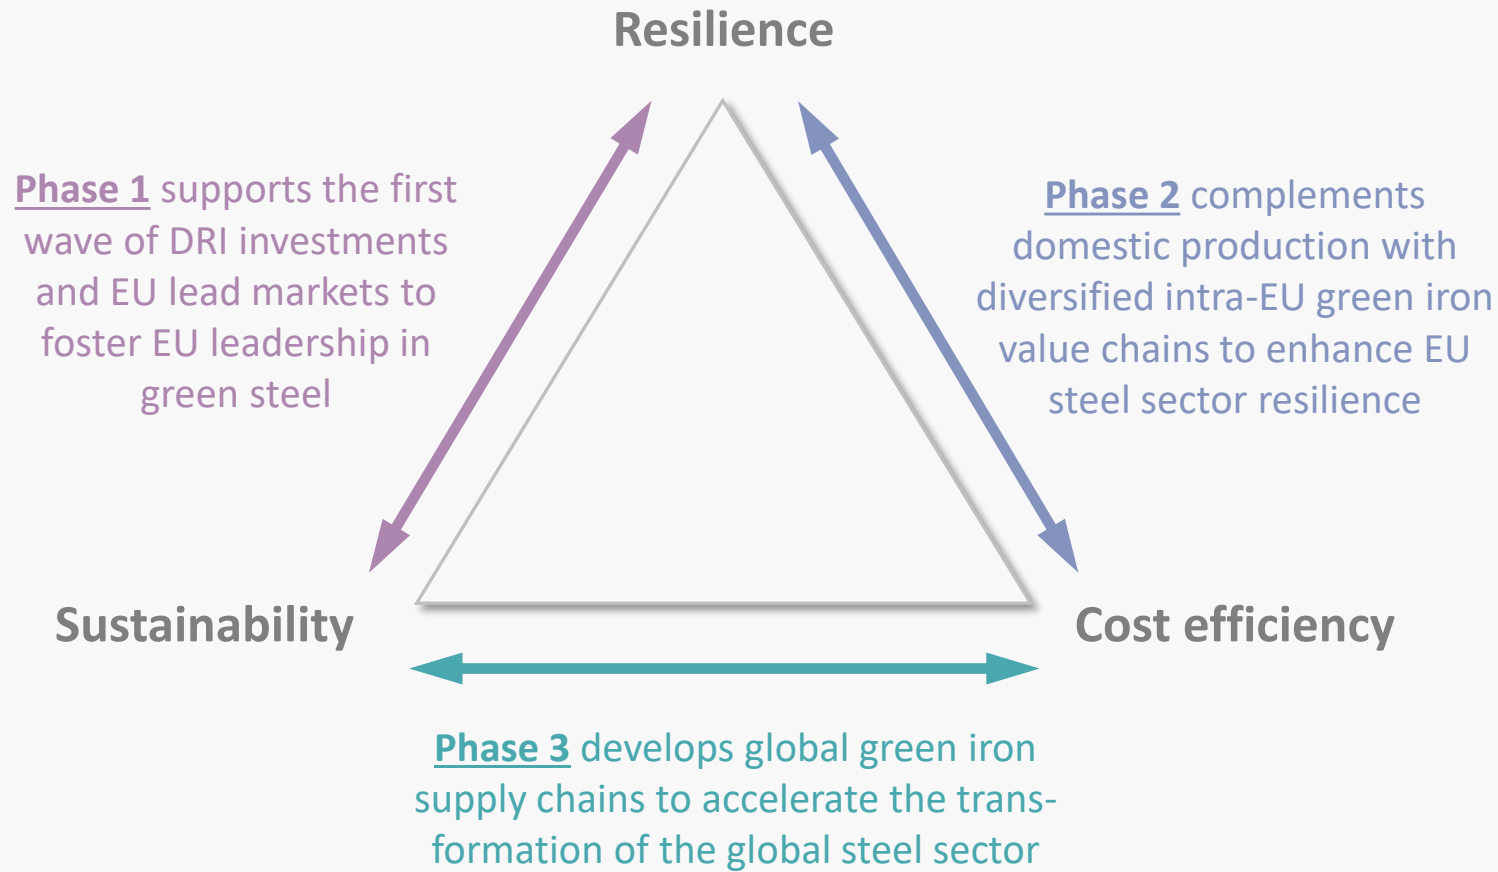 Resilience
Phase 1 supports the first
wave of DRI investments
and EU lead markets to
foster EU leadership in
green steel
Phase 2 complements
domestic production with
diversified intra-EU green iron
value chains to enhance EU
steel sector resilience
Sustainability
Cost efficiency
Phase 3 develops global green iron
supply chains to accelerate the trans-
formation of the global steel sector